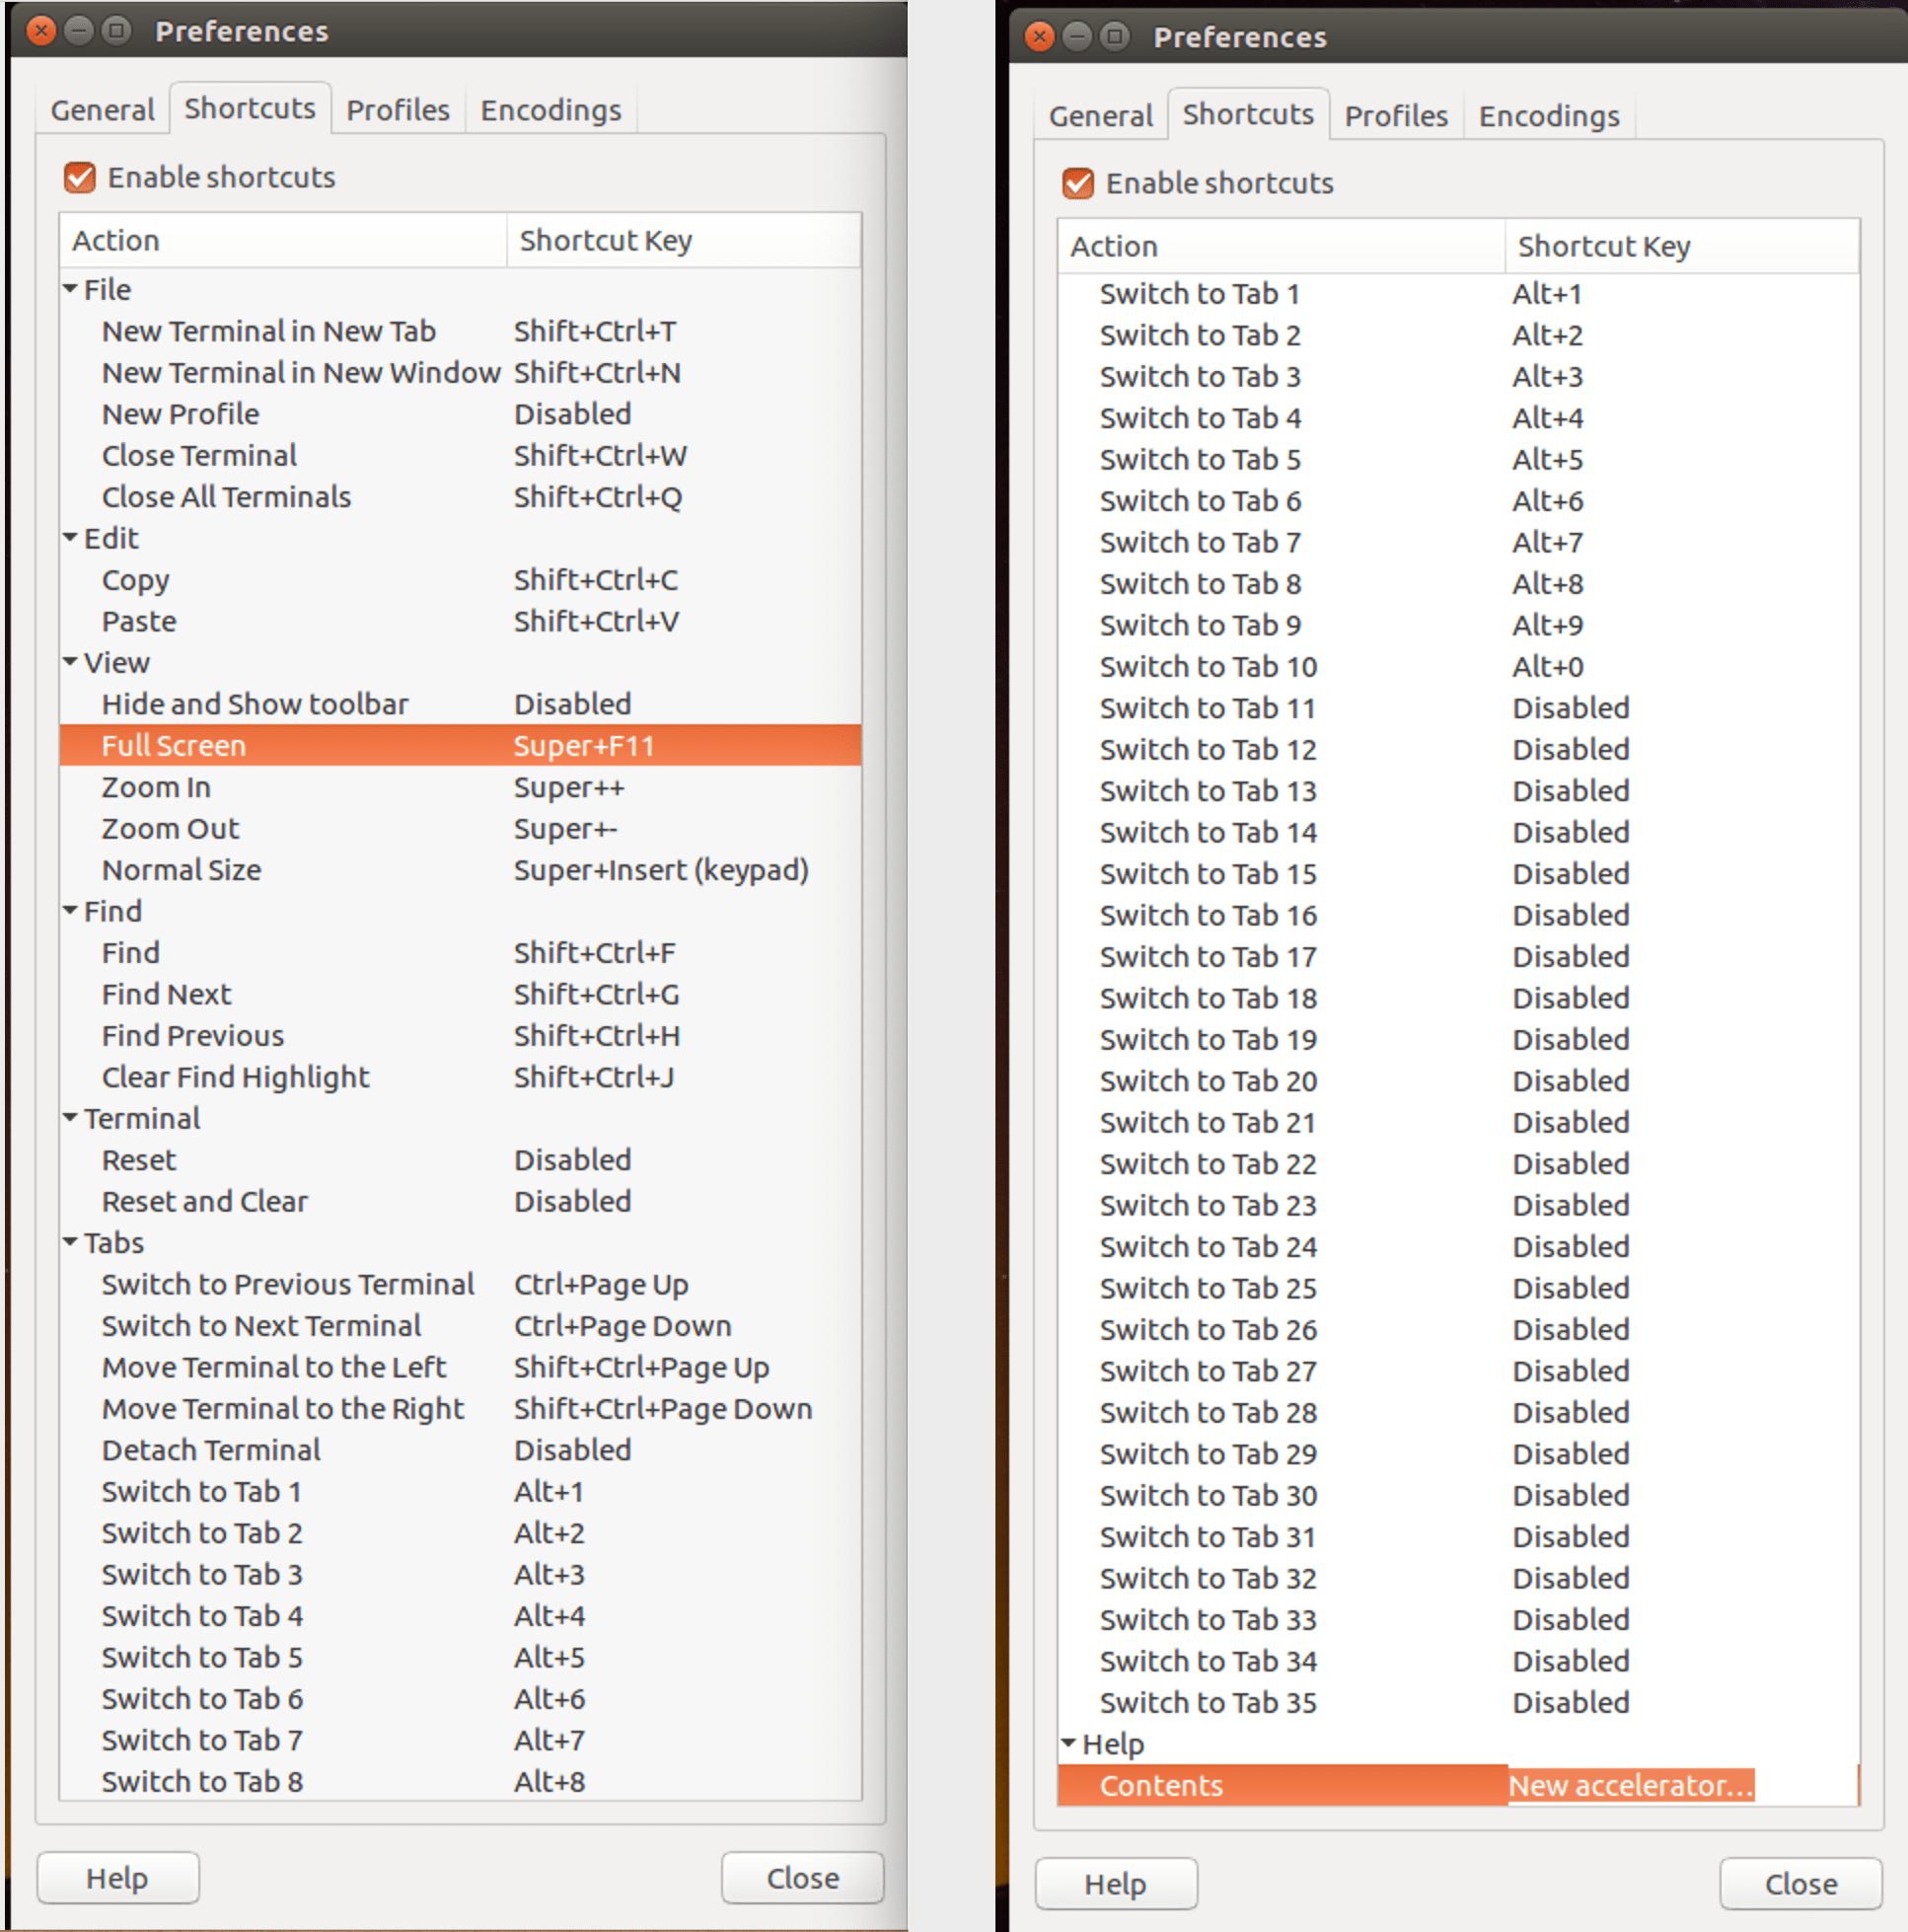 Preferences
General Shortcuts Profiles Encodings
Enable shortcuts
Action Shortcut Key
File
New Terminal in New Tab Shift+Ctrl+T
New Terminal in New Window Shift+Ctrl+N
New Profile Disabled
Close Terminal Shift+Ctrl+W
Close All Terminals Shift+Ctrl+Q
Edit
Copy Shift+Ctrl+C
Paste Shift+Ctrl+V
View
Hide and Show toolbar Disabled
Full Screen Super+F11
Zoom In Super++
Zoom Out Super+-
Normal Size Super+Insert (keypad)
Find
Find Shift+Ctrl+F
Find Next Shift+Ctrl+G
Find Previous Shift+Ctrl+H
Clear Find Highlight Shift+Ctrl+J
Terminal
Reset Disabled
Reset and Clear Disabled
Tabs
Switch to Previous Terminal Ctrl+Page Up
Switch to Next Terminal Ctrl+Page Down
Move Terminal to the Left Shift+Ctrl+Page Up
Move Terminal to the Right Shift+Ctrl+Page Down
Detach Terminal Disabled
Switch to Tab 1 Alt+1
Switch to Tab 2 Alt+2
Switch to Tab 3 Alt+3
Switch to Tab 4 Alt+4
Switch to Tab 5 Alt+5
Switch to Tab 6 Alt+6
Switch to Tab 7 Alt+7
Switch to Tab 8 Alt+8
Help Close
Preferences
General Shortcuts Profiles Encodings
Enable shortcuts
Action Shortcut Key
Switch to Tab 1 Alt+1
Switch to Tab 2 Alt+2
Switch to Tab 3 Alt+3
Switch to Tab 4 Alt+4
Switch to Tab 5 Alt+5
Switch to Tab 6 Alt+6
Switch to Tab 7 Alt+7
Switch to Tab 8 Alt+8
Switch to Tab 9 Alt+9
Switch to Tab 10 Alt+0
Switch to Tab 11 Disabled
Switch to Tab 12 Disabled
Switch to Tab 13 Disabled
Switch to Tab 14 Disabled
Switch to Tab 15 Disabled
Switch to Tab 16 Disabled
Switch to Tab 17 Disabled
Switch to Tab 18 Disabled
Switch to Tab 19 Disabled
Switch to Tab 20 Disabled
Switch to Tab 21 Disabled
Switch to Tab 22 Disabled
Switch to Tab 23 Disabled
Switch to Tab 24 Disabled
Switch to Tab 25 Disabled
Switch to Tab 26 Disabled
Switch to Tab 27 Disabled
Switch to Tab 28 Disabled
Switch to Tab 29 Disabled
Switch to Tab 30 Disabled
Switch to Tab 31 Disabled
Switch to Tab 32 Disabled
Switch to Tab 33 Disabled
Switch to Tab 34 Disabled
Switch to Tab 35 Disabled
Help
Contents New accelerator...
Help Close